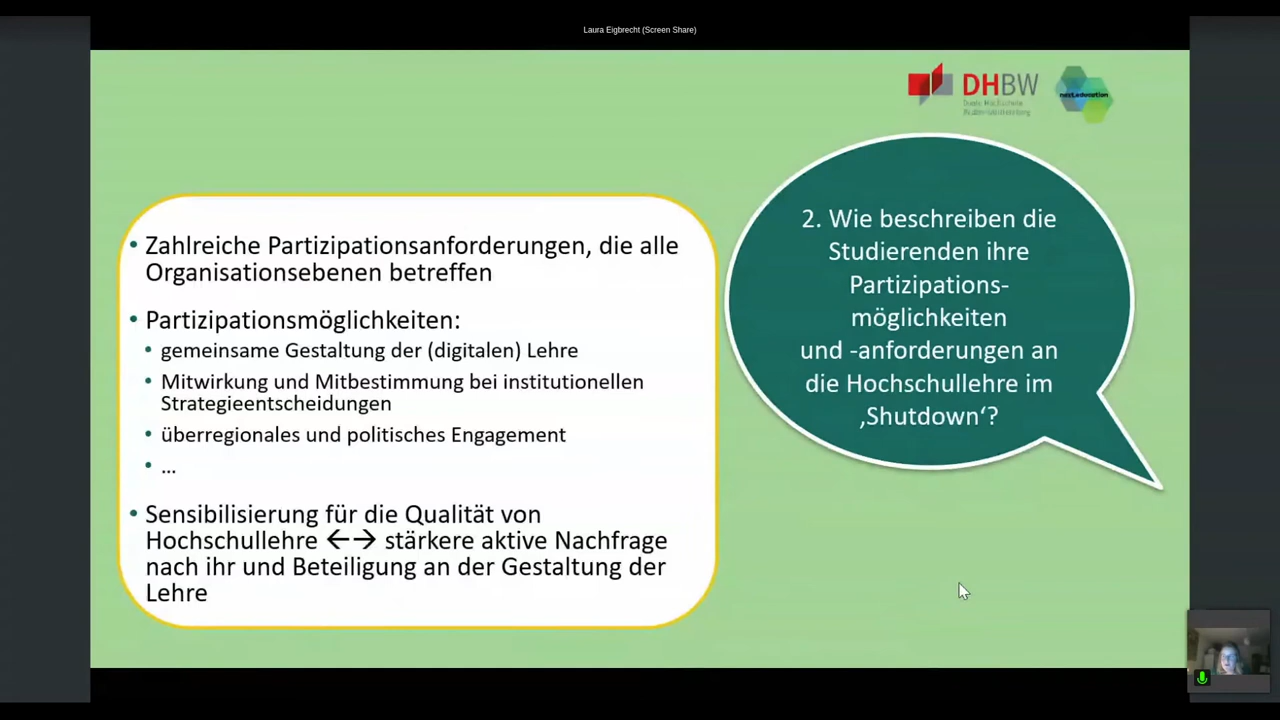 Laura Eigbrecht (Screen Share)
DHBW
Duale Hochschule
Baden-Württemberg
next.education
• Zahlreiche Partizipationsanforderungen, die alle
Organisationsebenen betreffen
• Partizipationsmöglichkeiten:
• gemeinsame Gestaltung der (digitalen) Lehre
• Mitwirkung und Mitbestimmung bei institutionellen
Strategieentscheidungen
• überregionales und politisches Engagement
• ...
• Sensibilisierung für die Qualität von
Hochschullehre ←→ stärkere aktive Nachfrage
nach ihr und Beteiligung an der Gestaltung der
Lehre
2. Wie beschreiben die
Studierenden ihre
Partizipations-
möglichkeiten
und -anforderungen an
die Hochschullehre im
‚Shutdown‘?